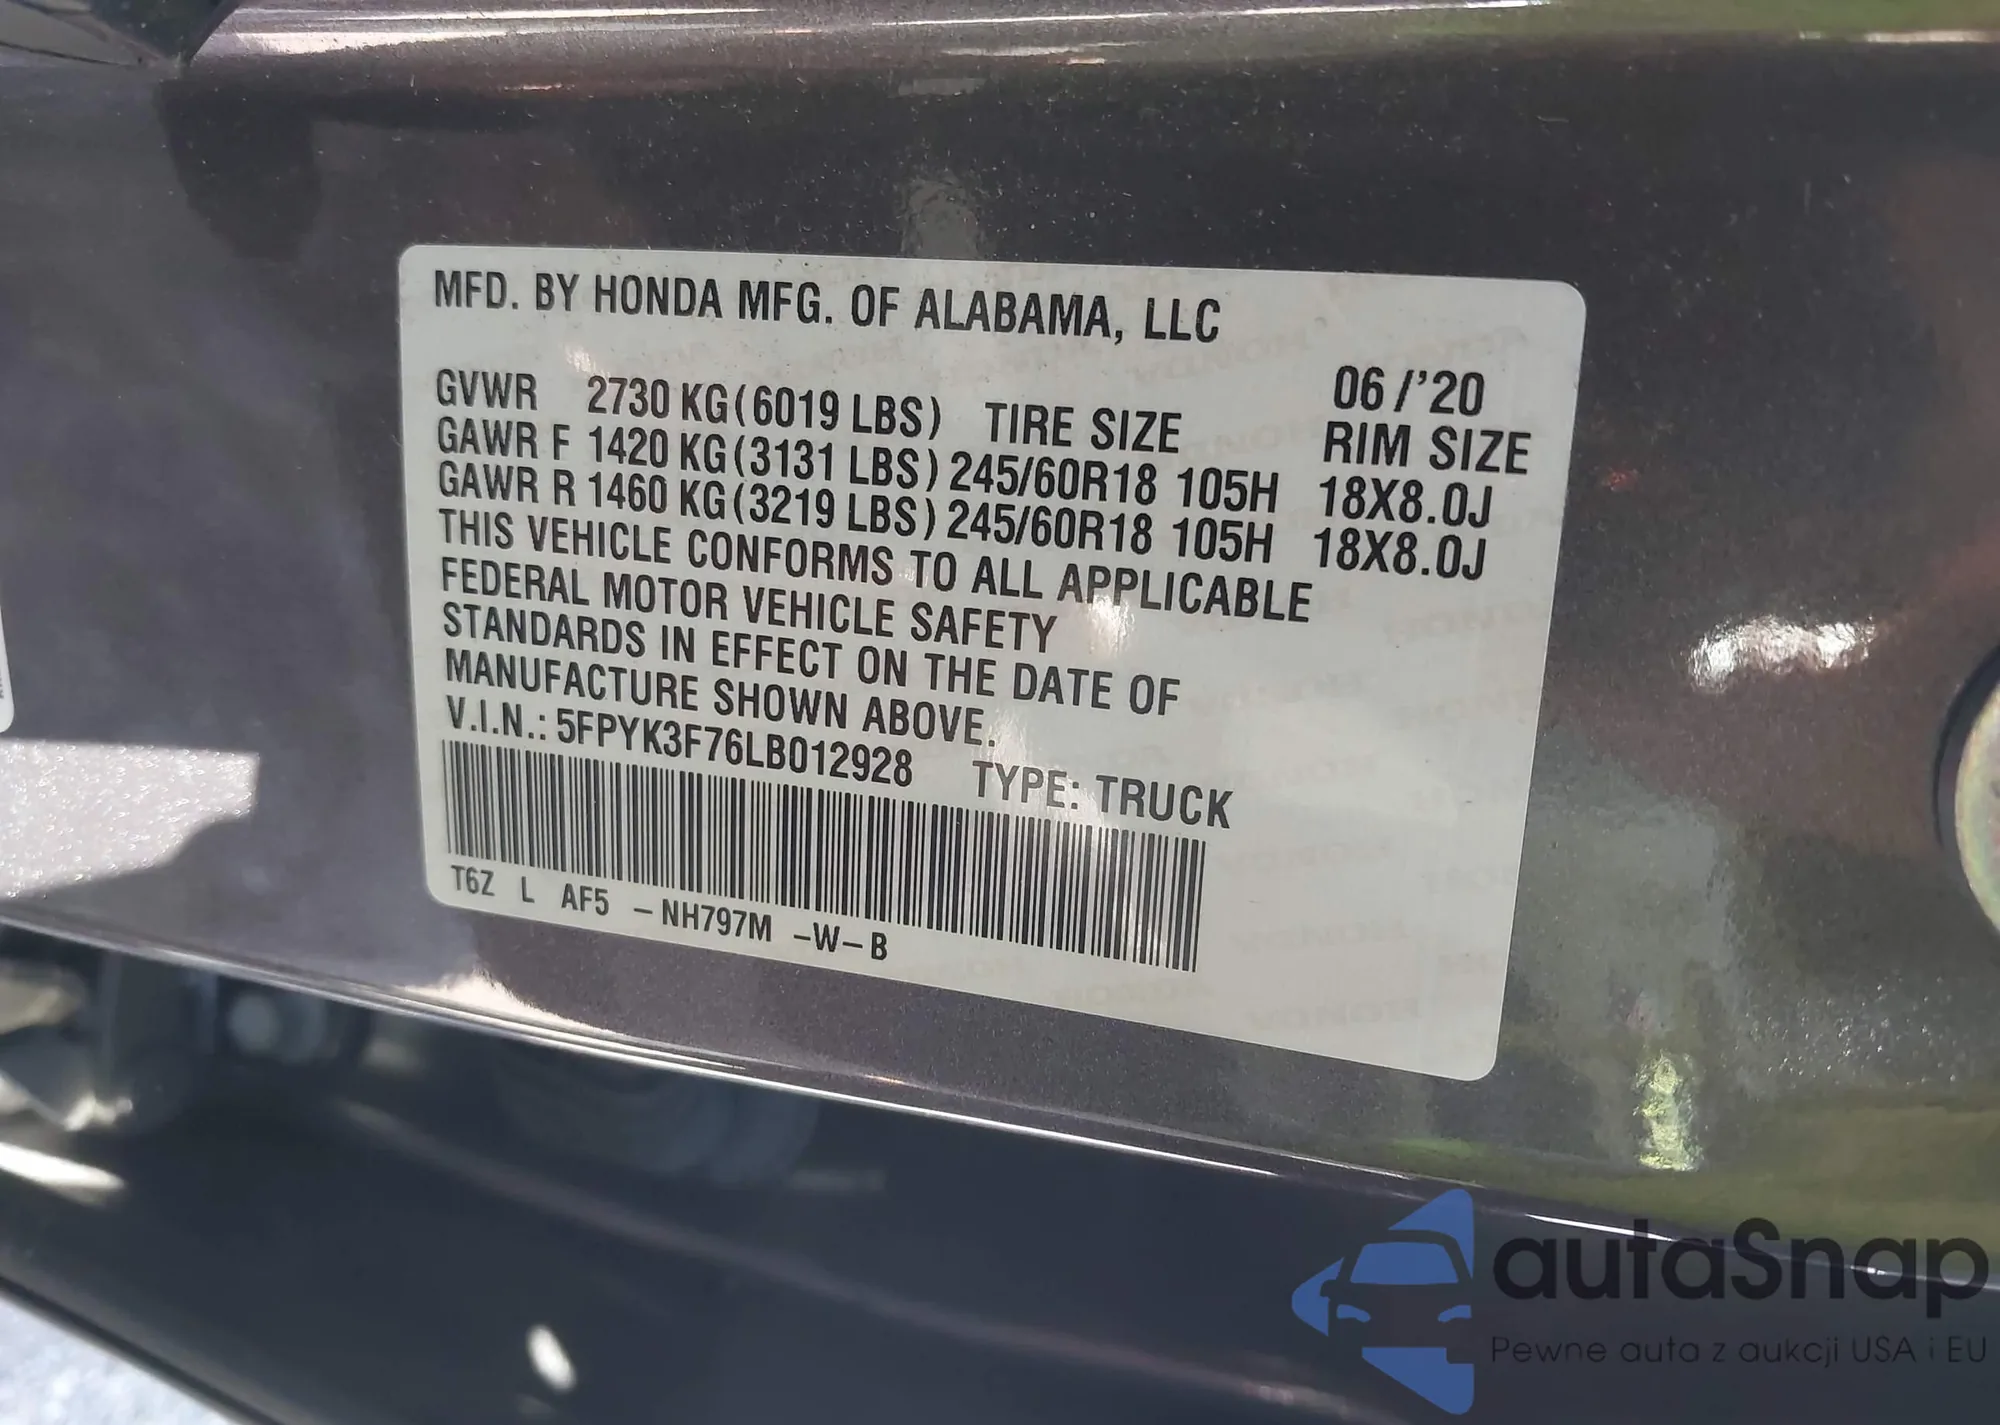 MFD. BY HONDA MFG. OF ALABAMA, LLC
06/'20
GVWR 2730 KG(6019 LBS) TIRE SIZE RIM SIZE
GAWR F 1420 KG(3131 LBS) 245/60R18 105H 18X8.0J
GAWR R 1460 KG(3219 LBS) 245/60R18 105H 18X8.0J
THIS VEHICLE CONFORMS TO ALL APPLICABLE
FEDERAL MOTOR VEHICLE SAFETY
STANDARDS IN EFFECT ON THE DATE OF
MANUFACTURE SHOWN ABOVE.
V.I.N.: 5FPYK3F76LB012928 TYPE: TRUCK
T6Z L AF5 -NH797M -W-B
autaSnap
Pewne auta z aukcji USA i EU